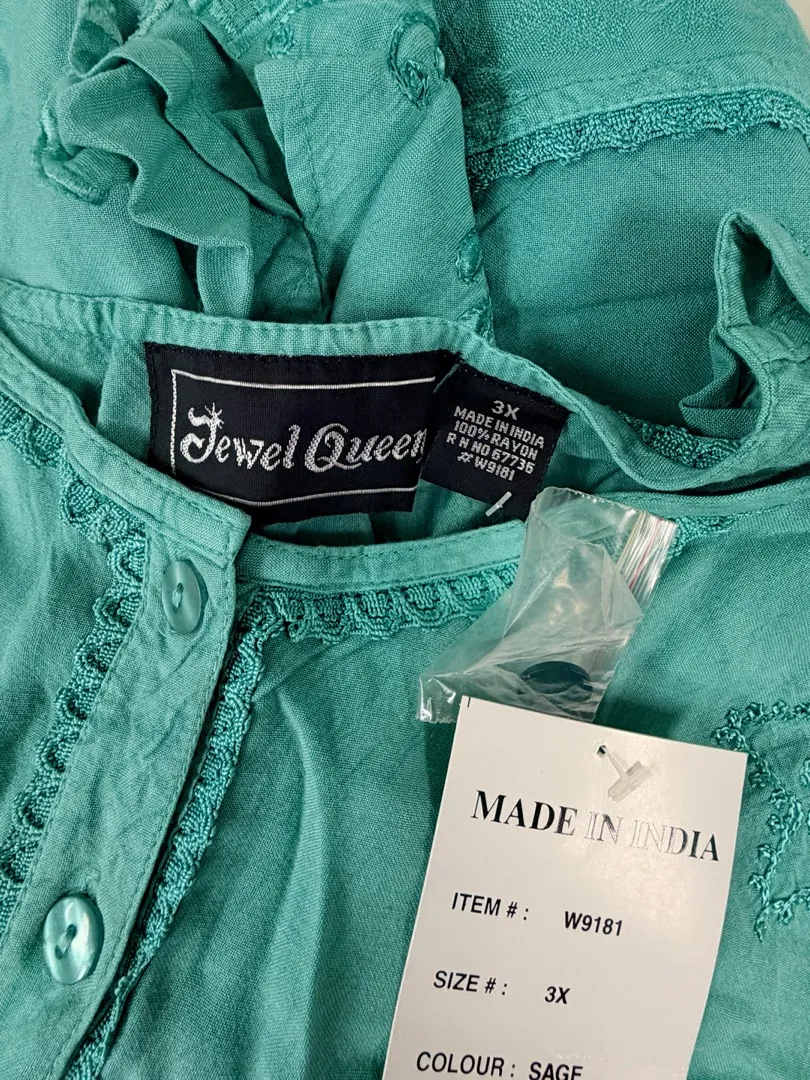 Jewel Queen
3X
MADE IN INDIA
100% RAYON
R N NO 67736
# W9181
MADE IN INDIA
ITEM # : W9181
SIZE # : 3X
COLOUR : SAGE